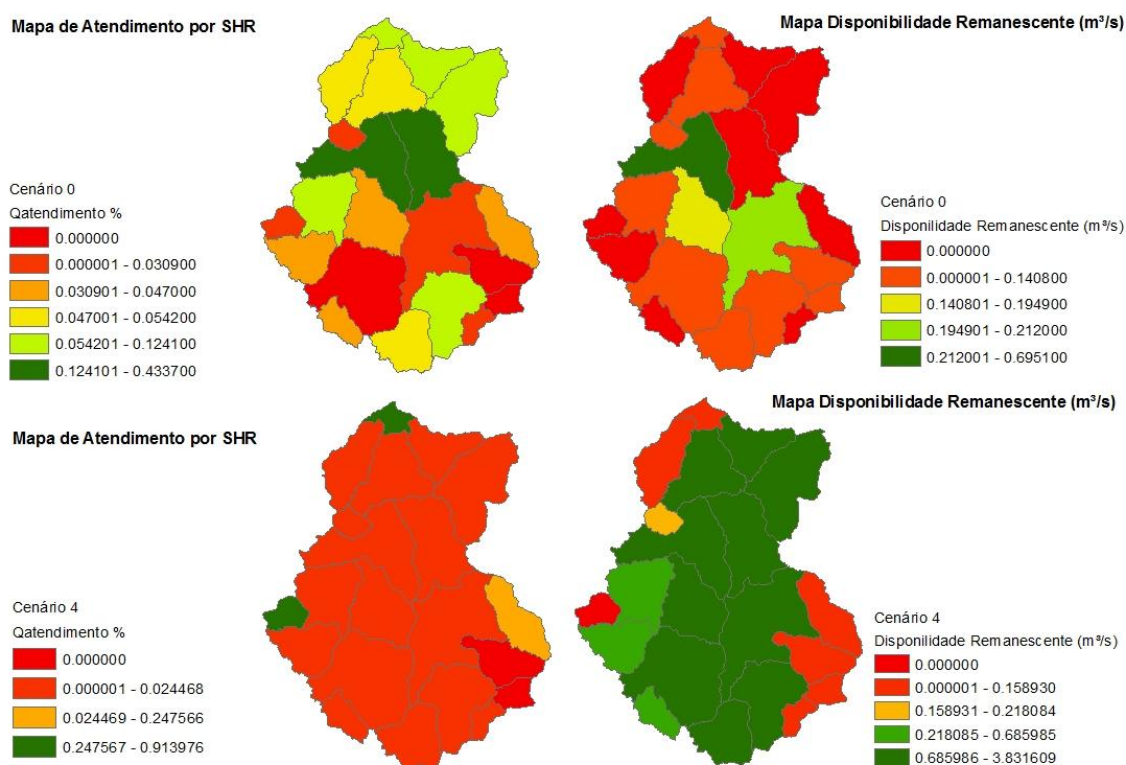 Mapa de Atendimento por SHR
Cenário 0
Qatendimento %
0.000000
0.000001 - 0.030900
0.030901 - 0.047000
0.047001 - 0.054200
0.054201 - 0.124100
0.124101 - 0.433700
Mapa Disponibilidade Remanescente (m³/s)
Cenário 0
Disponilidade Remanescente (m³/s)
0.000000
0.000001 - 0.140800
0.140801 - 0.194900
0.194901 - 0.212000
0.212001 - 0.695100
Mapa de Atendimento por SHR
Cenário 4
Qatendimento %
0.000000
0.000001 - 0.024468
0.024469 - 0.247566
0.247567 - 0.913976
Mapa Disponibilidade Remanescente (m³/s)
Cenário 4
Disponilidade Remanescente (m³/s)
0.000000
0.000001 - 0.158930
0.158931 - 0.218084
0.218085 - 0.685985
0.685986 - 3.831609